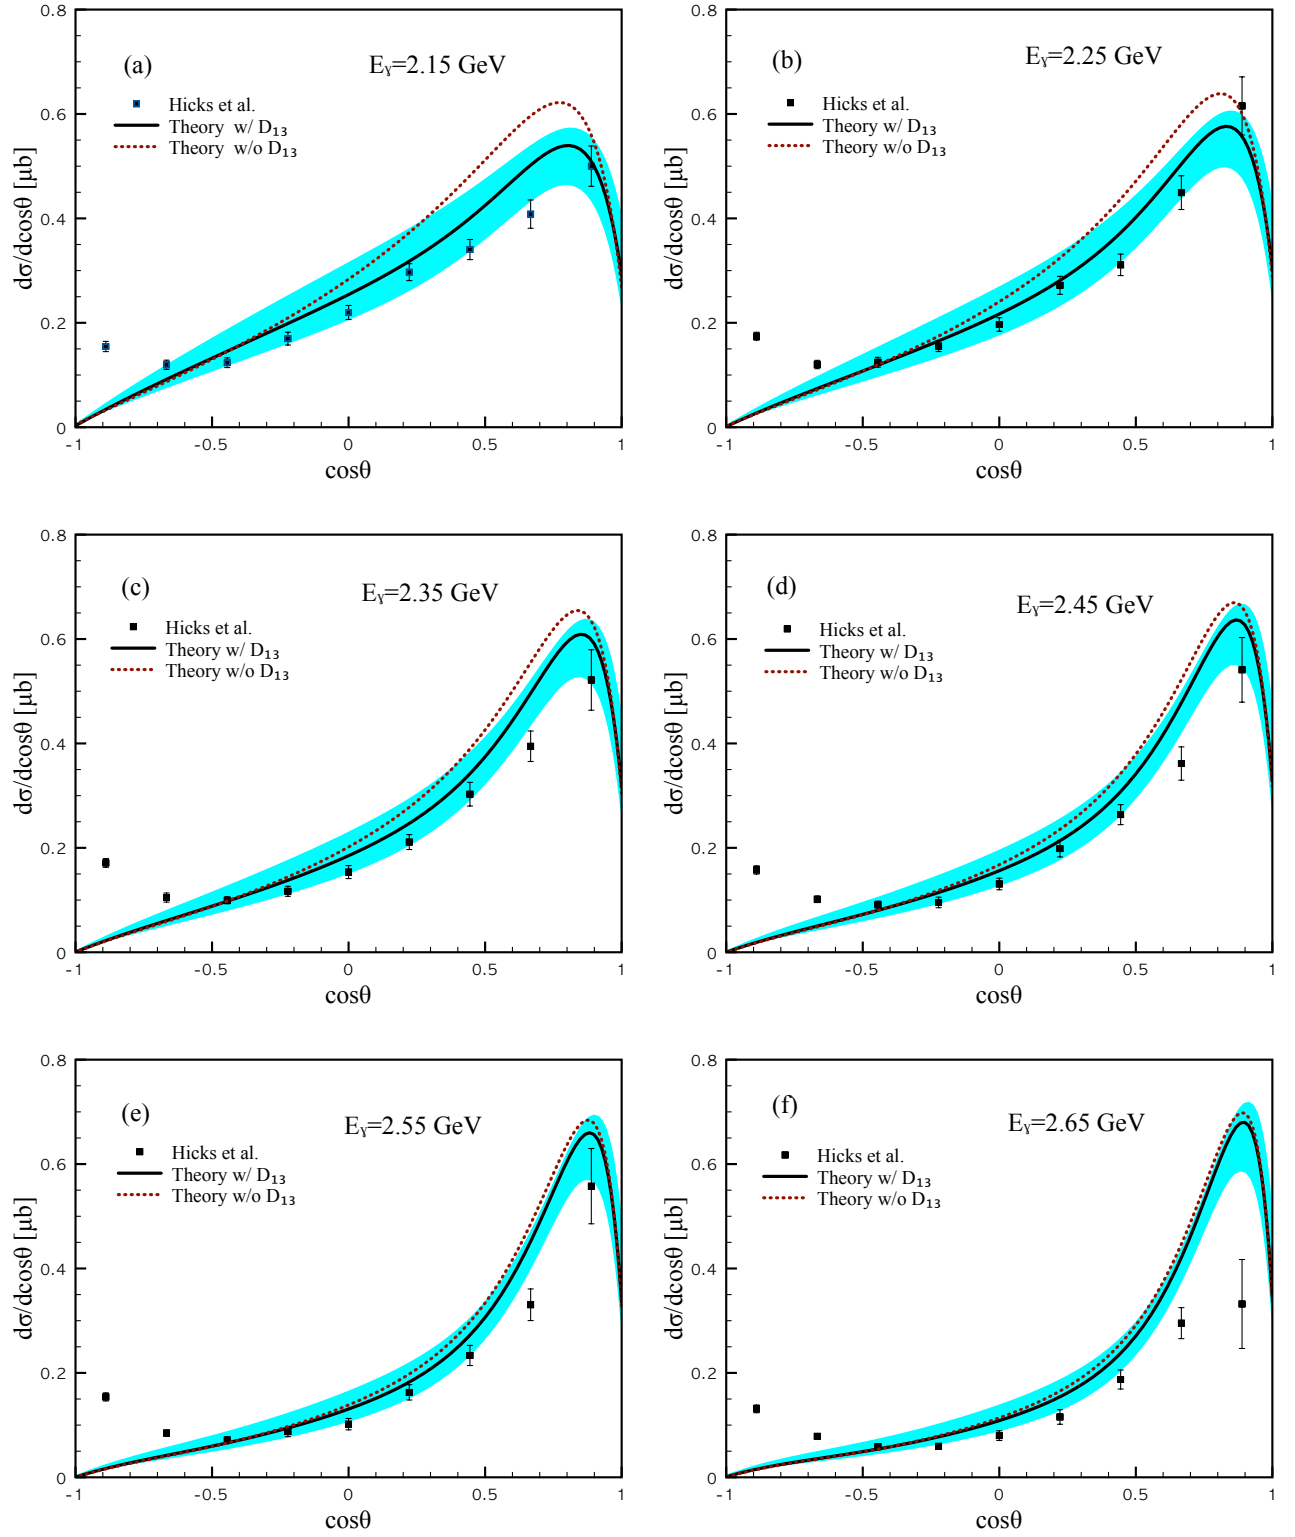 (a)
Eᵧ=2.15 GeV
Hicks et al.
Theory w/ D₁₃
Theory w/o D₁₃
0.8
0.6
0.4
0.2
0
-1 -0.5 0 0.5 1
cosθ
dσ/dcosθ [μb]
(b)
Eᵧ=2.25 GeV
Hicks et al.
Theory w/ D₁₃
Theory w/o D₁₃
0.8
0.6
0.4
0.2
0
-1 -0.5 0 0.5 1
cosθ
dσ/dcosθ [μb]
(c)
Eᵧ=2.35 GeV
Hicks et al.
Theory w/ D₁₃
Theory w/o D₁₃
0.8
0.6
0.4
0.2
0
-1 -0.5 0 0.5 1
cosθ
dσ/dcosθ [μb]
(d)
Eᵧ=2.45 GeV
Hicks et al.
Theory w/ D₁₃
Theory w/o D₁₃
0.8
0.6
0.4
0.2
0
-1 -0.5 0 0.5 1
cosθ
dσ/dcosθ [μb]
(e)
Eᵧ=2.55 GeV
Hicks et al.
Theory w/ D₁₃
Theory w/o D₁₃
0.8
0.6
0.4
0.2
0
-1 -0.5 0 0.5 1
cosθ
dσ/dcosθ [μb]
(f)
Eᵧ=2.65 GeV
Hicks et al.
Theory w/ D₁₃
Theory w/o D₁₃
0.8
0.6
0.4
0.2
0
-1 -0.5 0 0.5 1
cosθ
dσ/dcosθ [μb]